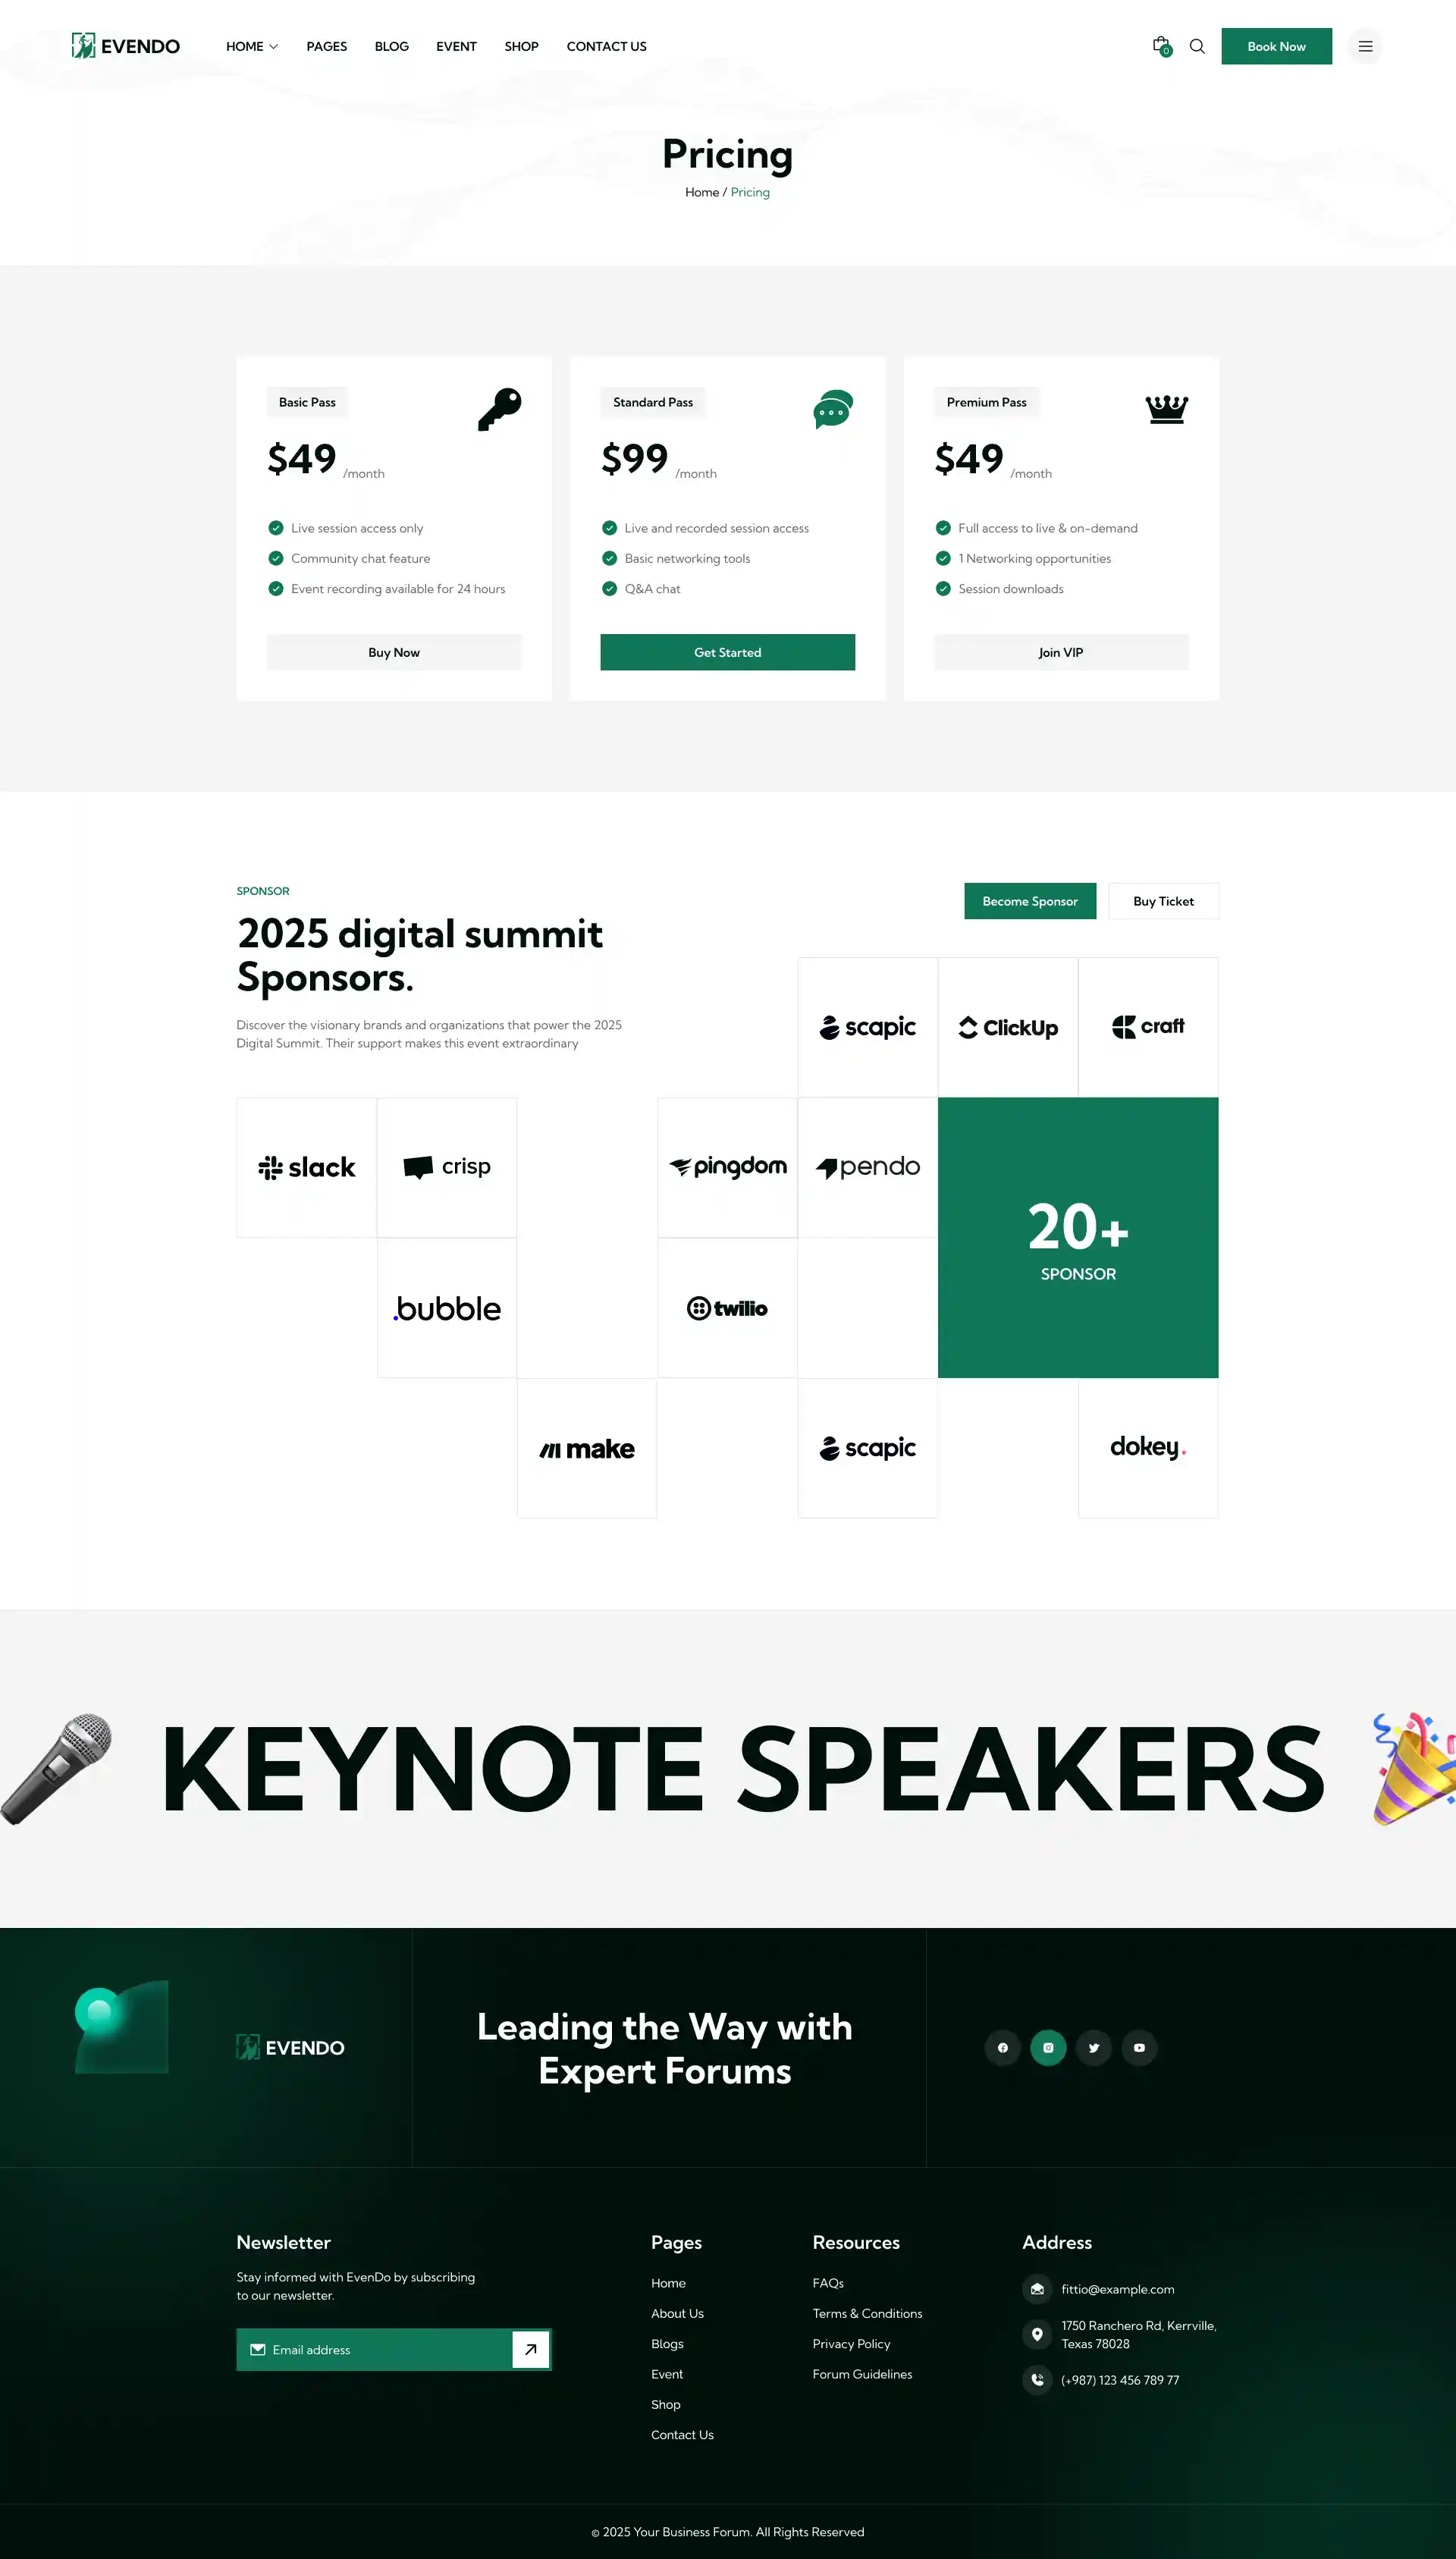 EVENDO
HOME
PAGES
BLOG
EVENT
SHOP
CONTACT US
0
Book Now
Pricing
Home / Pricing
Basic Pass
$49 /month
Live session access only
Community chat feature
Event recording available for 24 hours
Buy Now
Standard Pass
$99 /month
Live and recorded session access
Basic networking tools
Q&A chat
Get Started
Premium Pass
$49 /month
Full access to live & on-demand
1 Networking opportunities
Session downloads
Join VIP
SPONSOR
2025 digital summit
Sponsors.
Discover the visionary brands and organizations that power the 2025
Digital Summit. Their support makes this event extraordinary
Become Sponsor
Buy Ticket
scapic
ClickUp
craft
slack
crisp
pingdom
pendo
20+
SPONSOR
.bubble
twilio
make
scapic
dokey.
KEYNOTE SPEAKERS
EVENDO
Leading the Way with
Expert Forums
Newsletter
Stay informed with EvenDo by subscribing
to our newsletter.
Email address
Pages
Home
About Us
Blogs
Event
Shop
Contact Us
Resources
FAQs
Terms & Conditions
Privacy Policy
Forum Guidelines
Address
fittio@example.com
1750 Ranchero Rd, Kerrville,
Texas 78028
(+987) 123 456 789 77
© 2025 Your Business Forum. All Rights Reserved